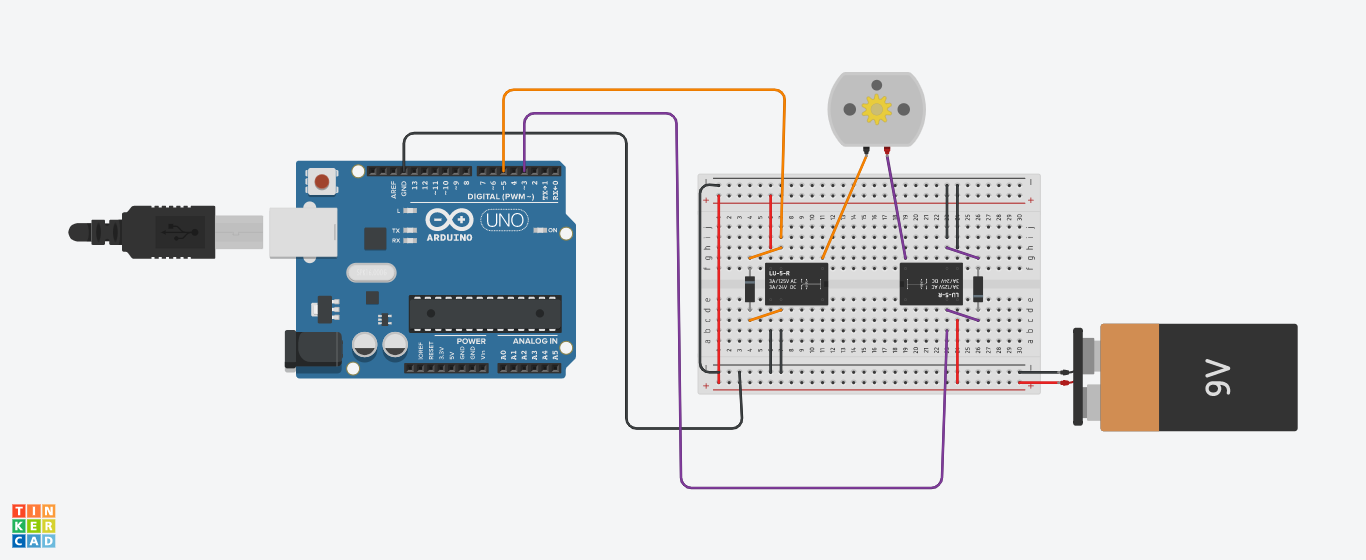 AREF
GND
13
12
~11
~10
~9
8
7
~6
~5
4
~3
2
TX→1
RX←0
DIGITAL (PWM~)
L
TX
RX
ARDUINO
UNO
ON
POWER
ANALOG IN
IOREF
RESET
3.3V
5V
GND
GND
Vin
A0
A1
A2
A3
A4
A5
LU-5-R
3A/125V AC
3A/24V DC
LU-5-R
3A/125V AC
3A/24V DC
9V
TIN
KER
CAD